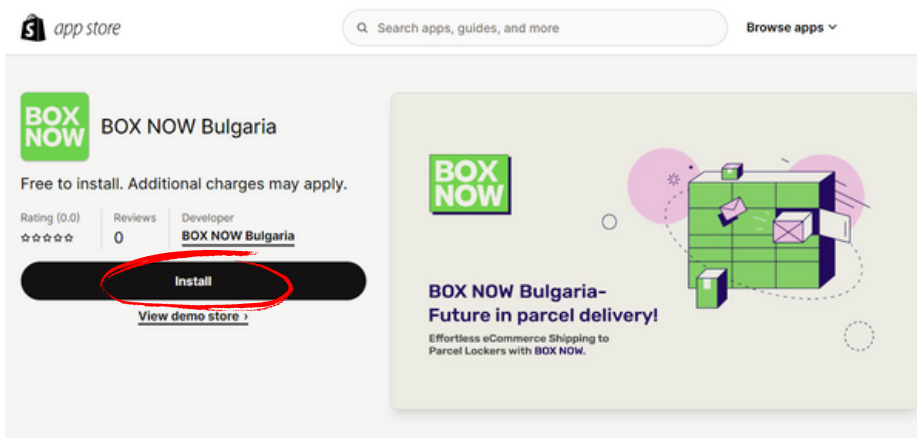 app store
Search apps, guides, and more
Browse apps
BOX
NOW
BOX NOW Bulgaria
Free to install. Additional charges may apply.
Rating (0.0)
Reviews
0
Developer
BOX NOW Bulgaria
Install
View demo store ›
BOX
NOW
BOX NOW Bulgaria-
Future in parcel delivery!
Effortless eCommerce Shipping to
Parcel Lockers with BOX NOW.